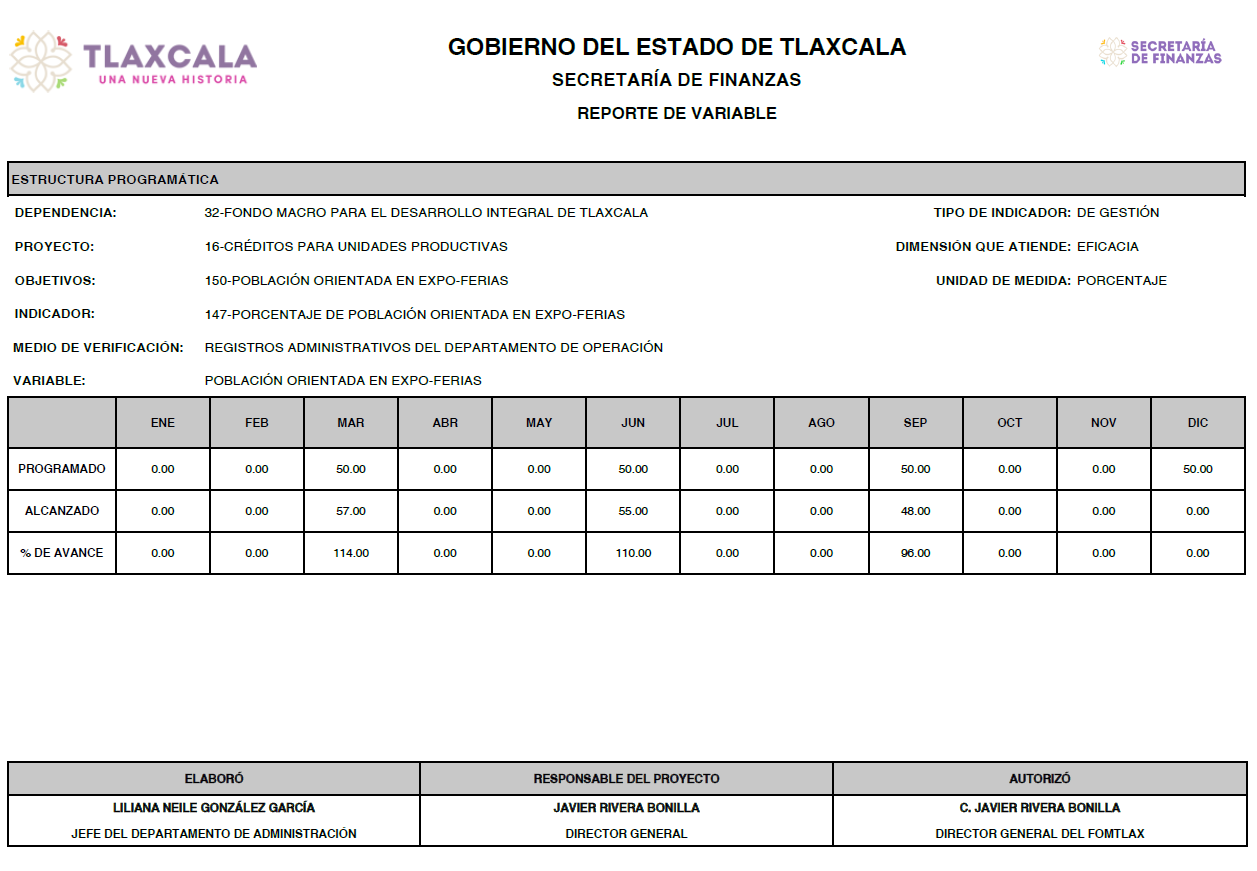 TLAXCALA
UNA NUEVA HISTORIA
GOBIERNO DEL ESTADO DE TLAXCALA
SECRETARÍA DE FINANZAS
REPORTE DE VARIABLE
SECRETARÍA
DE FINANZAS
ESTRUCTURA PROGRAMÁTICA
DEPENDENCIA: 32-FONDO MACRO PARA EL DESARROLLO INTEGRAL DE TLAXCALA TIPO DE INDICADOR: DE GESTIÓN
PROYECTO: 16-CRÉDITOS PARA UNIDADES PRODUCTIVAS DIMENSIÓN QUE ATIENDE: EFICACIA
OBJETIVOS: 150-POBLACIÓN ORIENTADA EN EXPO-FERIAS UNIDAD DE MEDIDA: PORCENTAJE
INDICADOR: 147-PORCENTAJE DE POBLACIÓN ORIENTADA EN EXPO-FERIAS
MEDIO DE VERIFICACIÓN: REGISTROS ADMINISTRATIVOS DEL DEPARTAMENTO DE OPERACIÓN
VARIABLE: POBLACIÓN ORIENTADA EN EXPO-FERIAS
ENE FEB MAR ABR MAY JUN JUL AGO SEP OCT NOV DIC
PROGRAMADO 0.00 0.00 50.00 0.00 0.00 50.00 0.00 0.00 50.00 0.00 0.00 50.00
ALCANZADO 0.00 0.00 57.00 0.00 0.00 55.00 0.00 0.00 48.00 0.00 0.00 0.00
% DE AVANCE 0.00 0.00 114.00 0.00 0.00 110.00 0.00 0.00 96.00 0.00 0.00 0.00
ELABORÓ RESPONSABLE DEL PROYECTO AUTORIZÓ
LILIANA NEILE GONZÁLEZ GARCÍA JAVIER RIVERA BONILLA C. JAVIER RIVERA BONILLA
JEFE DEL DEPARTAMENTO DE ADMINISTRACIÓN DIRECTOR GENERAL DIRECTOR GENERAL DEL FOMTLAX